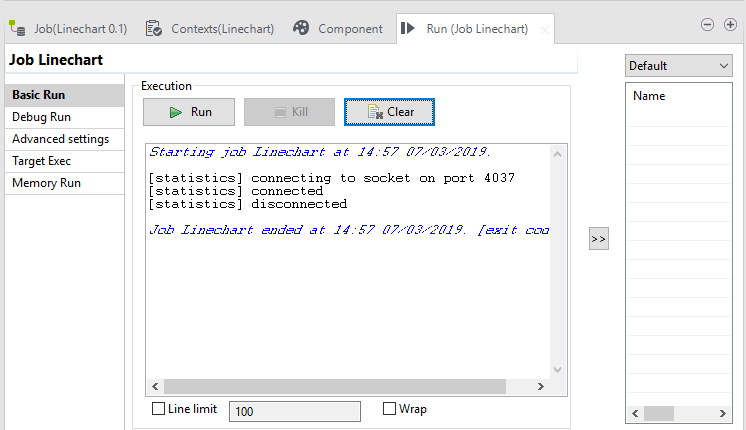 Job(Linechart 0.1)
Contexts(Linechart)
Component
Run (Job Linechart)
Job Linechart
Default
Name
Basic Run
Debug Run
Advanced settings
Target Exec
Memory Run
Execution
Run
Kill
Clear
Starting job Linechart at 14:57 07/03/2019.
[statistics] connecting to socket on port 4037
[statistics] connected
[statistics] disconnected
Job Linechart ended at 14:57 07/03/2019. [exit cod
>>
Line limit
100
Wrap